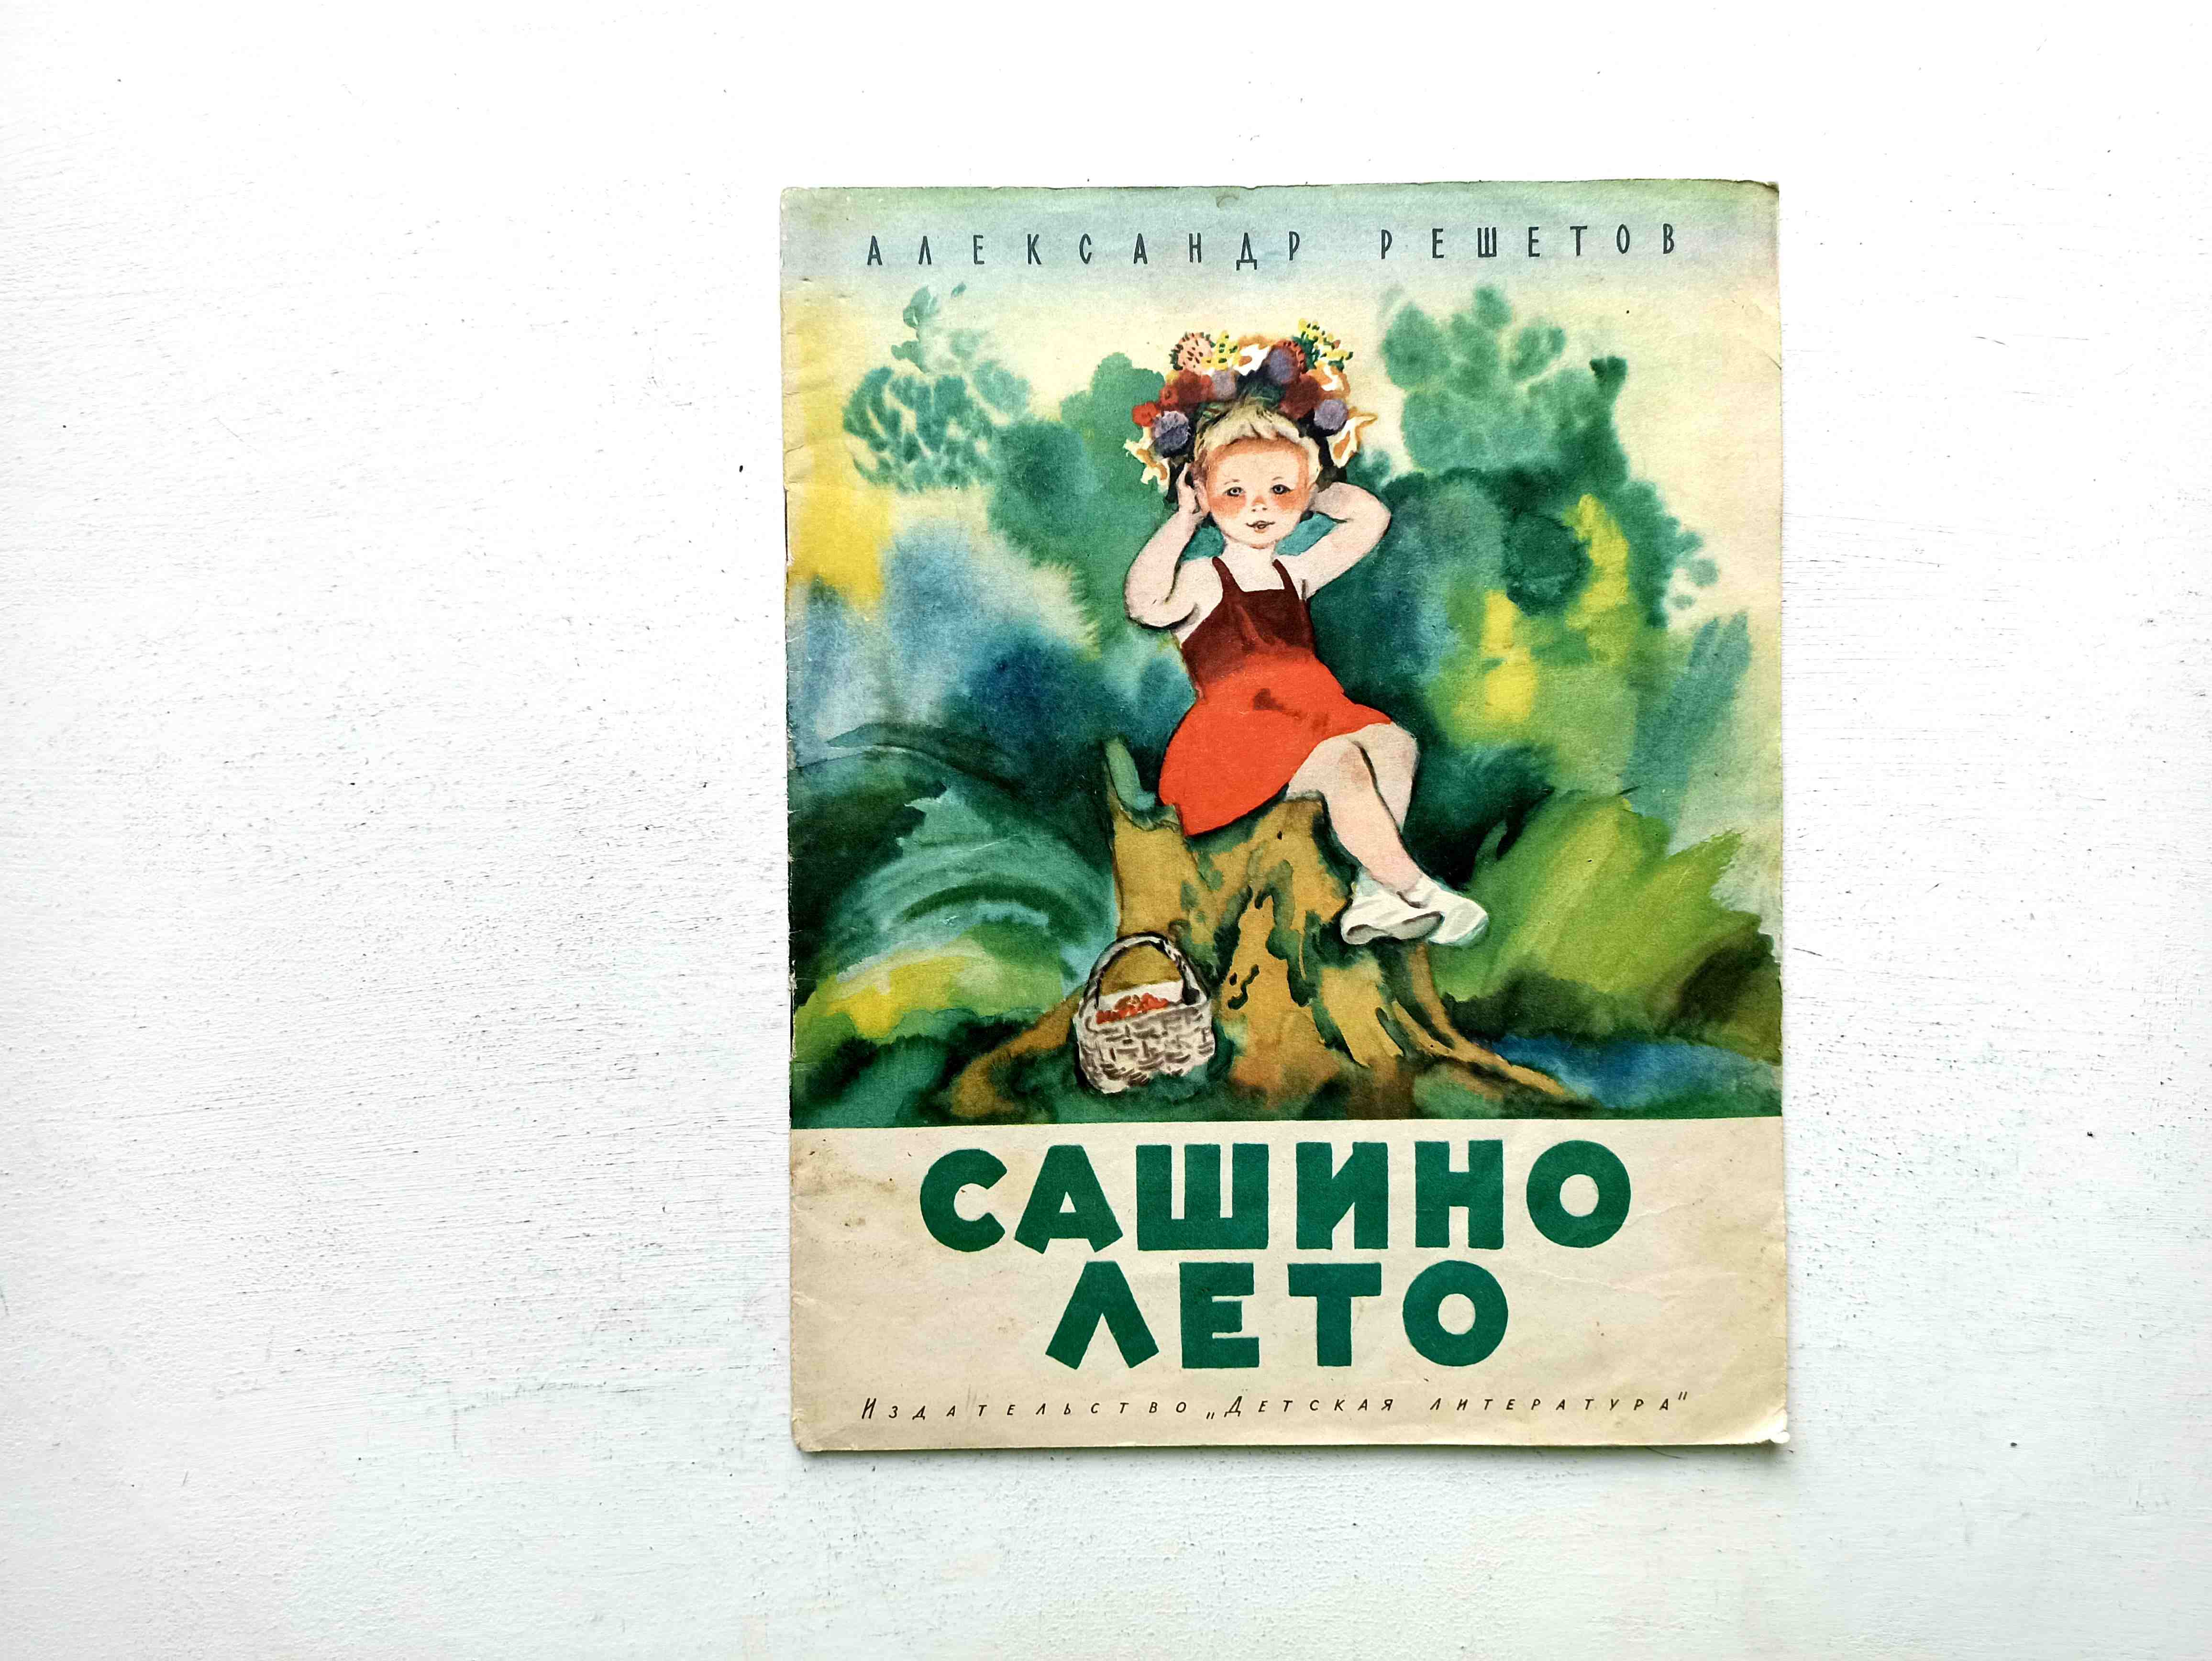 АЛЕКСАНДР РЕШЕТОВ
САШИНО
ЛЕТО
Издательство „Детская литература"